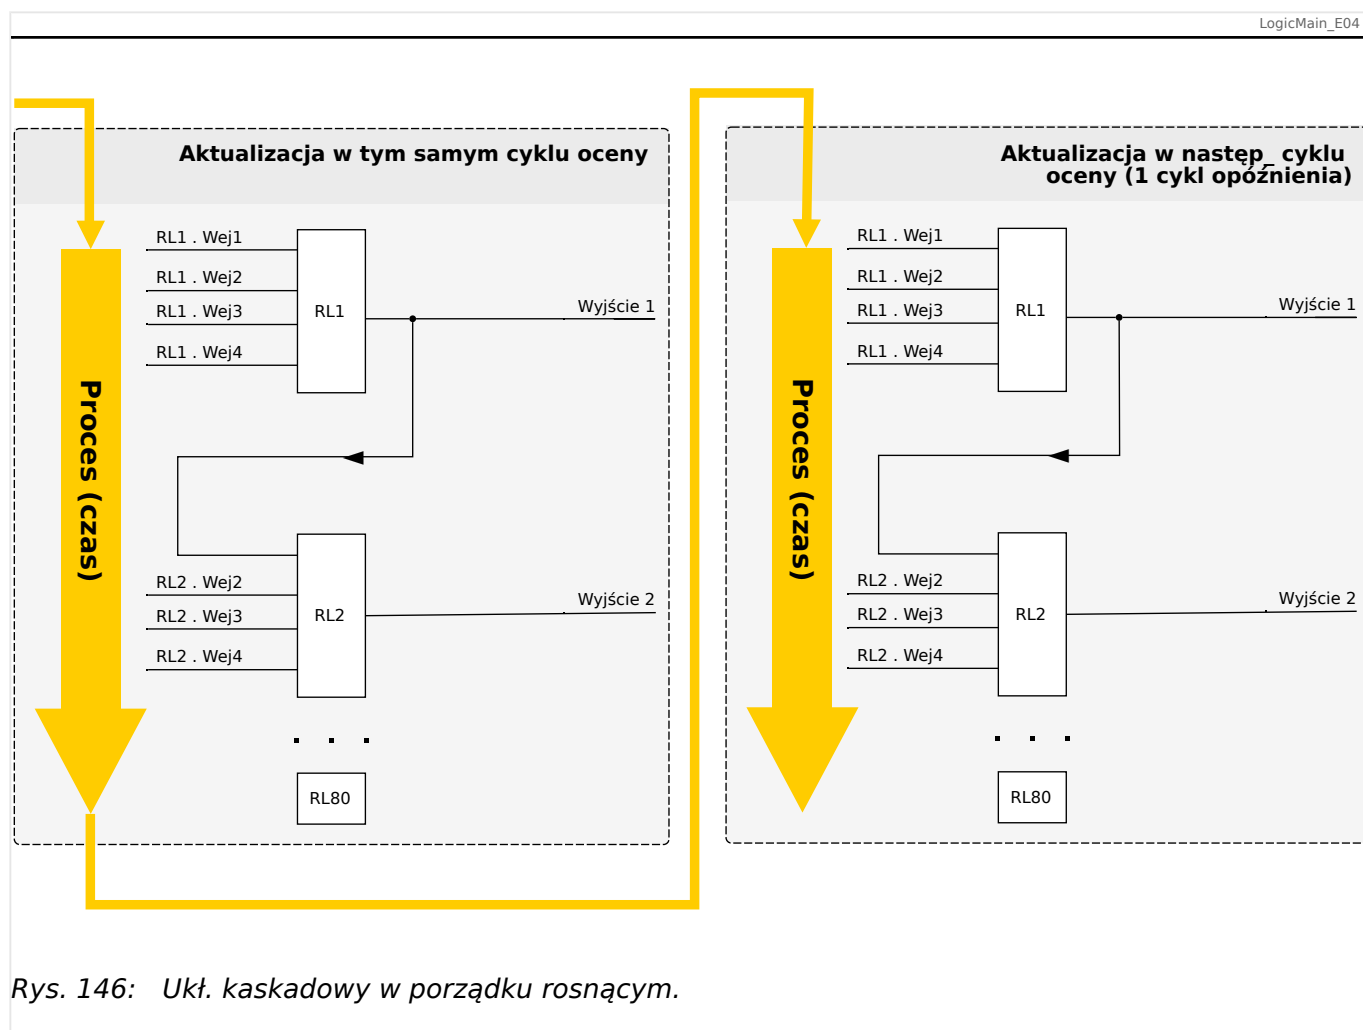 LogicMain_E04
Aktualizacja w tym samym cyklu oceny
RL1 . Wej1
RL1 . Wej2
RL1 . Wej3
RL1 . Wej4
RL1
Wyjście 1
Proces (czas)
RL2 . Wej2
RL2 . Wej3
RL2 . Wej4
RL2
Wyjście 2
. . .
RL80
Aktualizacja w następ_ cyklu
oceny (1 cykl opóźnienia)
RL1 . Wej1
RL1 . Wej2
RL1 . Wej3
RL1 . Wej4
RL1
Wyjście 1
Proces (czas)
RL2 . Wej2
RL2 . Wej3
RL2 . Wej4
RL2
Wyjście 2
. . .
RL80
Rys. 146: Ukł. kaskadowy w porządku rosnącym.